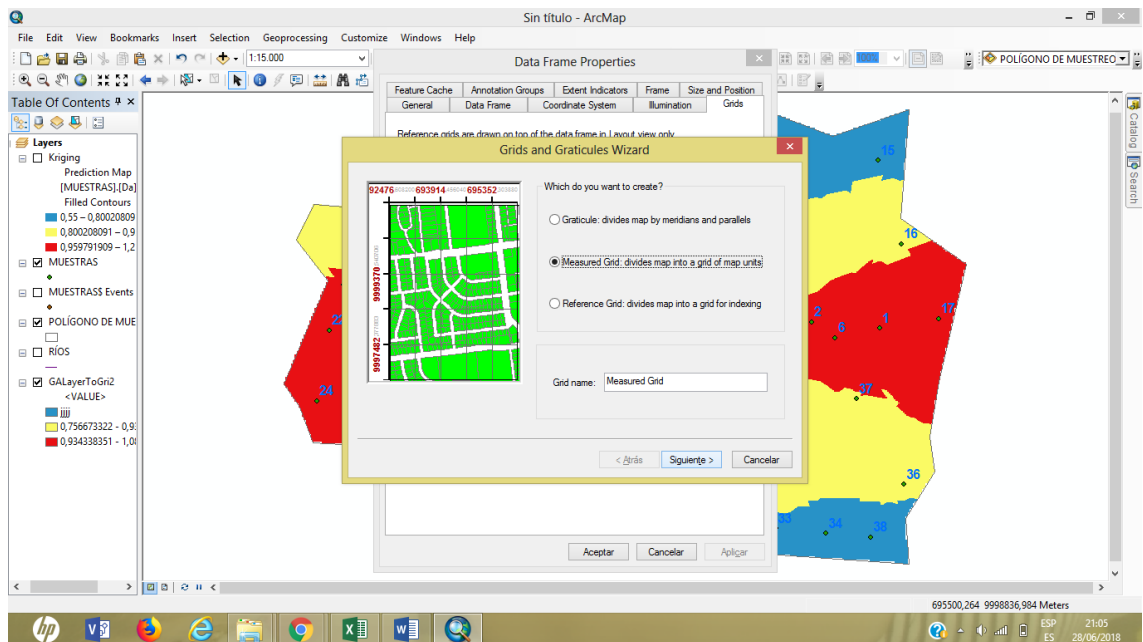 Sin título - ArcMap
File Edit View Bookmarks Insert Selection Geoprocessing Customize Windows Help
1:15.000
100%
POLÍGONO DE MUESTREO
Table Of Contents
Layers
Kriging
Prediction Map
[MUESTRAS].[Da
Filled Contours
0,55 – 0,80020809
0,800208091 – 0,9
0,959791909 – 1,2
MUESTRAS
MUESTRAS$ Events
POLÍGONO DE MUE
RÍOS
GALayerToGri2
<VALUE>
jjjj
0,756673322 - 0,93
0,934338351 - 1,08
Data Frame Properties
Feature Cache Annotation Groups Extent Indicators Frame Size and Position
General Data Frame Coordinate System Illumination Grids
Reference grids are drawn on top of the data frame in Layout view only.
Grids and Graticules Wizard
92476 693914 695352
9999370
9997482
Which do you want to create?
Graticule: divides map by meridians and parallels
Measured Grid: divides map into a grid of map units
Reference Grid: divides map into a grid for indexing
Grid name: Measured Grid
< Atrás Siguiente > Cancelar
Aceptar Cancelar Aplicar
15
16
17
2
6
1
37
24
36
33
34
38
Catalog
Search
695500,264 9998836,984 Meters
ESP
ES
21:05
28/06/2018